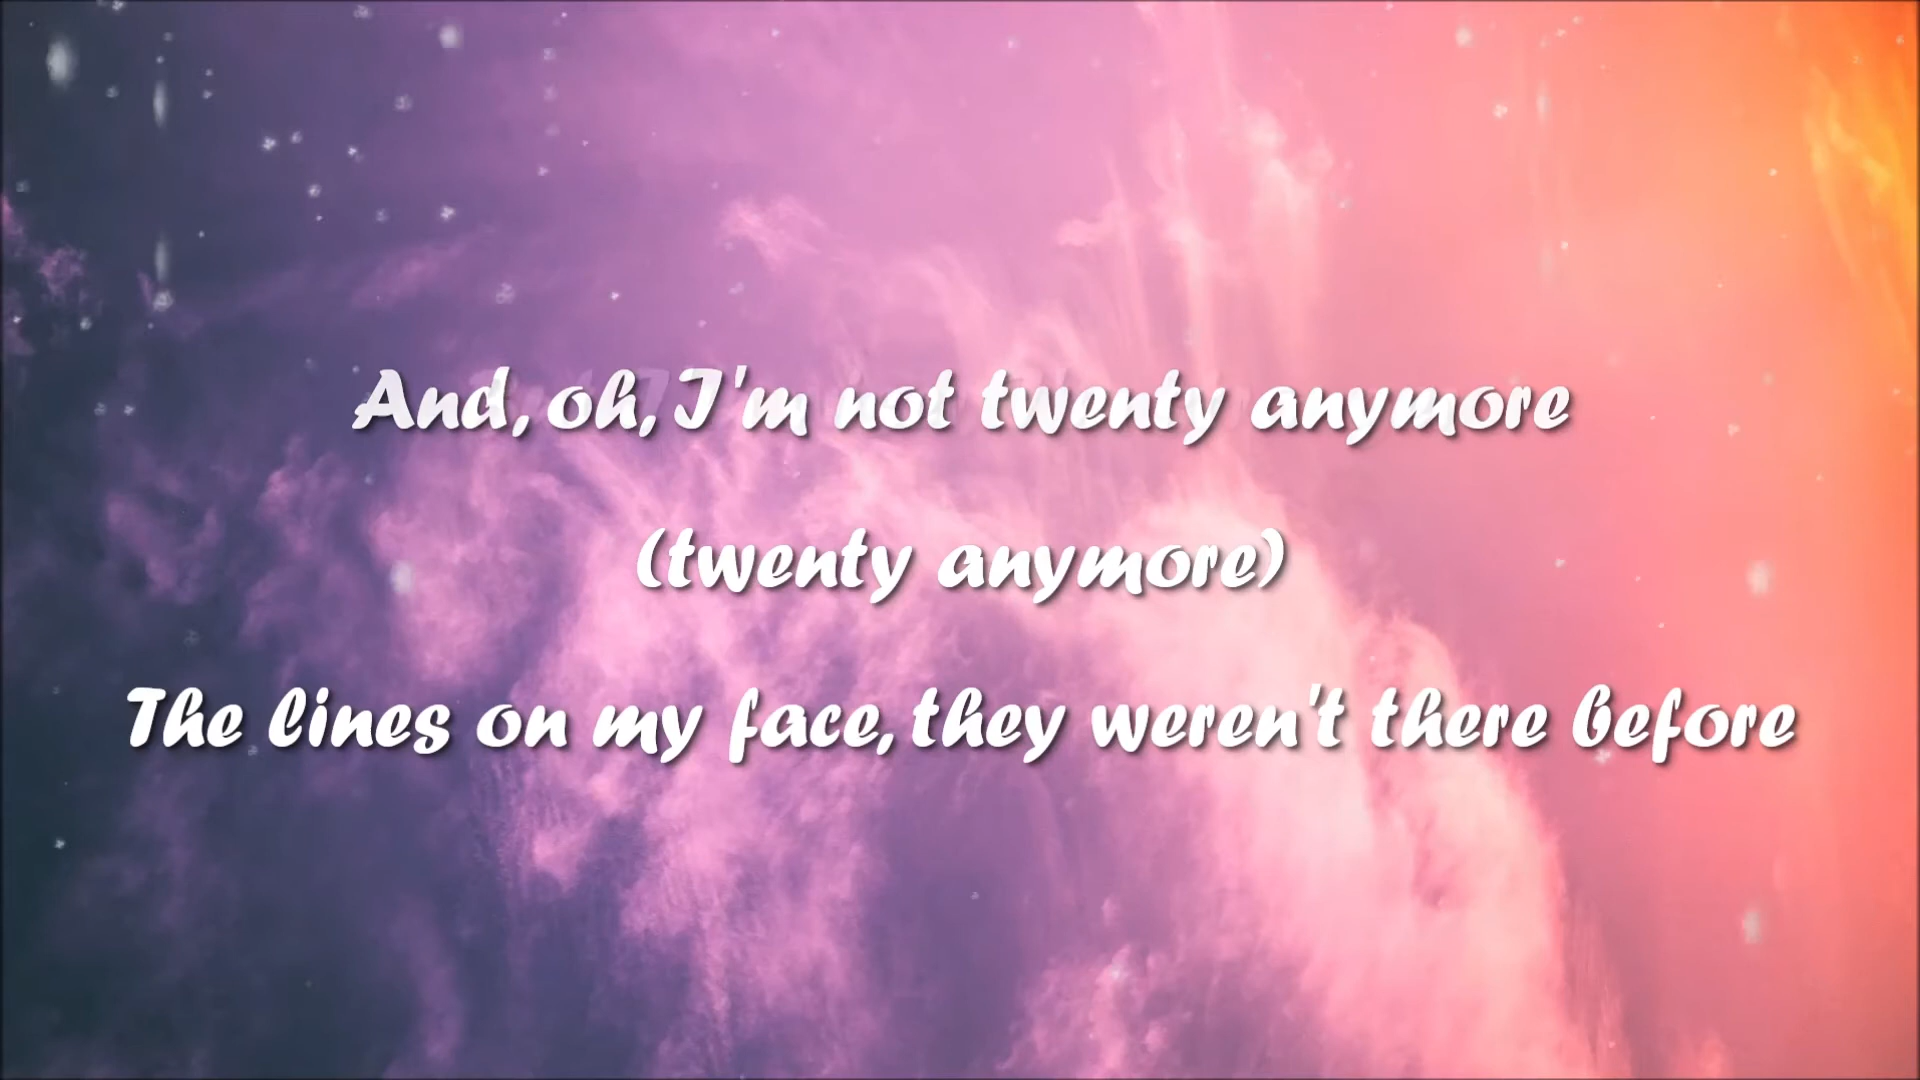 And, oh, I'm not twenty anymore
(twenty anymore)
The lines on my face, they weren't there before